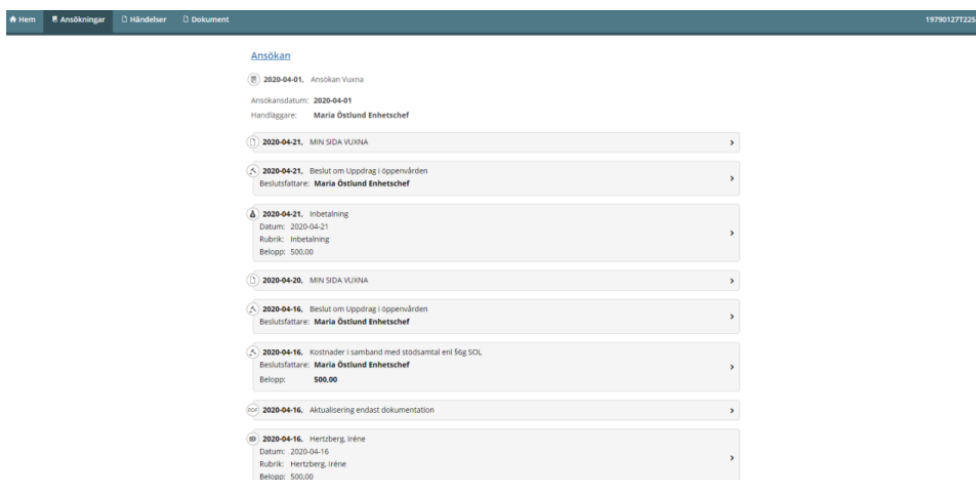 Hem Ansökningar Händelser Dokument 19790127T225
Ansökan
2020-04-01, Ansökan Vuxna
Ansökansdatum: 2020-04-01
Handläggare: Maria Östlund Enhetschef
2020-04-21, MIN SIDA VUXNA
2020-04-21, Beslut om Uppdrag i öppenvården
Beslutsfattare: Maria Östlund Enhetschef
2020-04-21, Inbetalning
Datum: 2020-04-21
Rubrik: Inbetalning
Belopp: 500,00
2020-04-20, MIN SIDA VUXNA
2020-04-16, Beslut om Uppdrag i öppenvården
Beslutsfattare: Maria Östlund Enhetschef
2020-04-16, Kostnader i samband med stödsamtal enl §6g SOL
Beslutsfattare: Maria Östlund Enhetschef
Belopp: 500,00
PDF 2020-04-16, Aktualisering endast dokumentation
2020-04-16, Hertzberg, Iréne
Datum: 2020-04-16
Rubrik: Hertzberg, Iréne
Belopp: 500,00